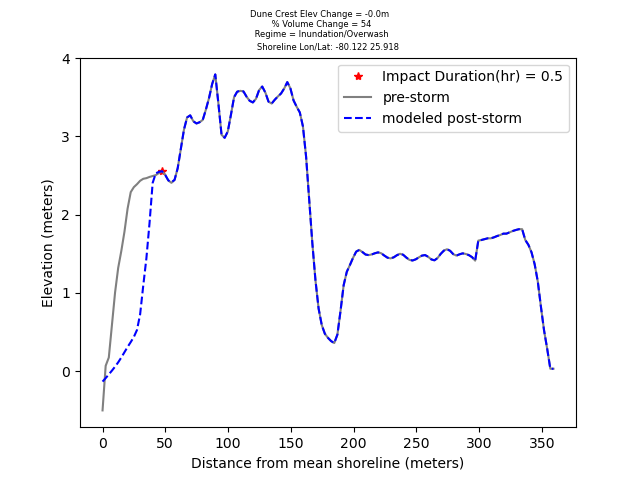 Dune Crest Elev Change = -0.0m
% Volume Change = 54
Regime = Inundation/Overwash
Shoreline Lon/Lat: -80.122 25.918
Impact Duration(hr) = 0.5
pre-storm
modeled post-storm
Elevation (meters)
4
3
2
1
0
0 50 100 150 200 250 300 350
Distance from mean shoreline (meters)